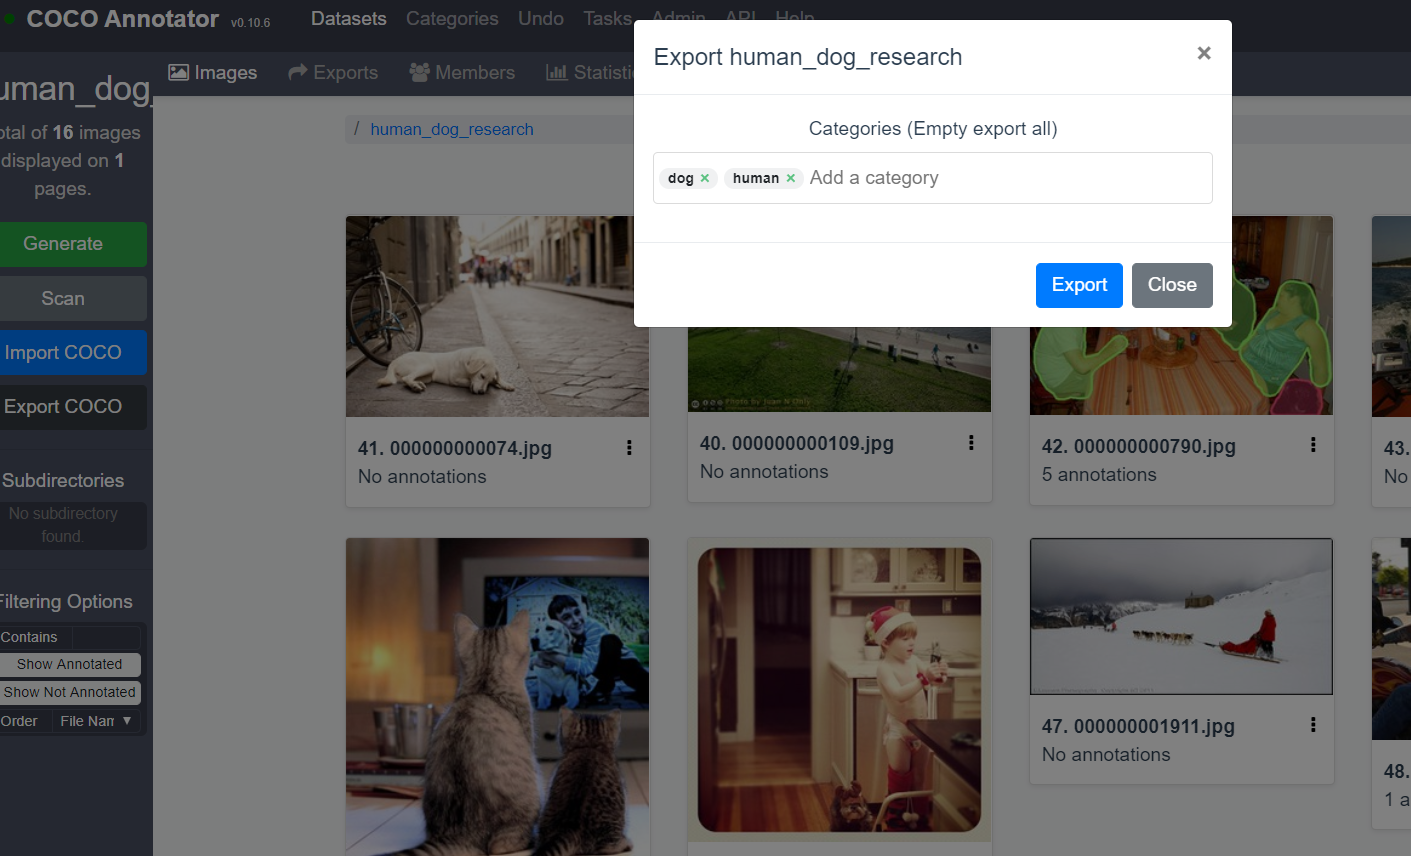 COCO Annotator v0.10.6 Datasets Categories Undo Tasks Admin API Help
Export human_dog_research ×
Images Exports Members Statisti
uman_dog_
otal of 16 images
displayed on 1
pages.
/ human_dog_research
Categories (Empty export all)
dog × human × Add a category
Export Close
Generate
Scan
Import COCO
Export COCO
Subdirectories
No subdirectory
found.
Filtering Options
Contains
Show Annotated
Show Not Annotated
Order File Nam ▼
41. 000000000074.jpg
No annotations
40. 000000000109.jpg
No annotations
42. 000000000790.jpg
5 annotations
43.
No
47. 000000001911.jpg
No annotations
48.
1 a